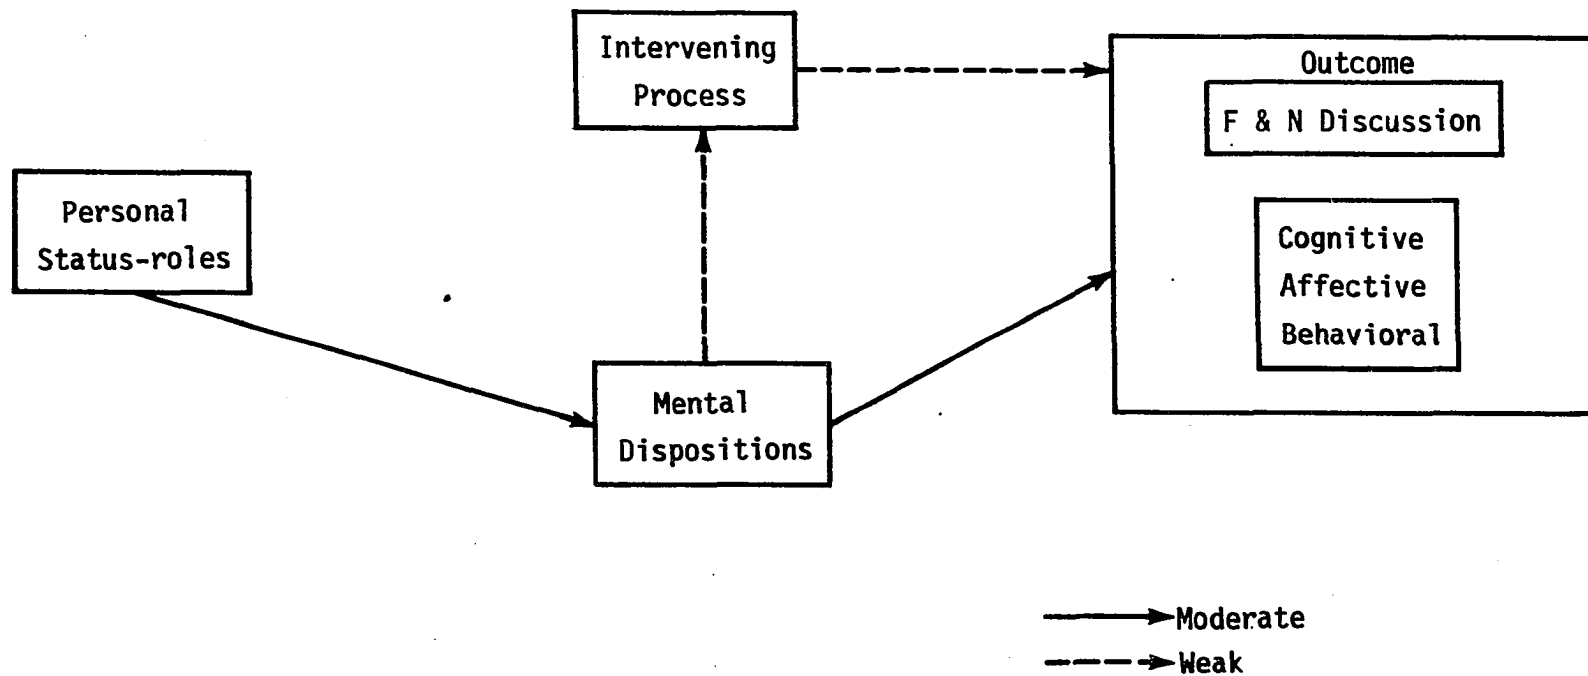 Intervening
Process
Outcome
F & N Discussion
Personal
Status-roles
Cognitive
Affective
Behavioral
Mental
Dispositions
Moderate
Weak